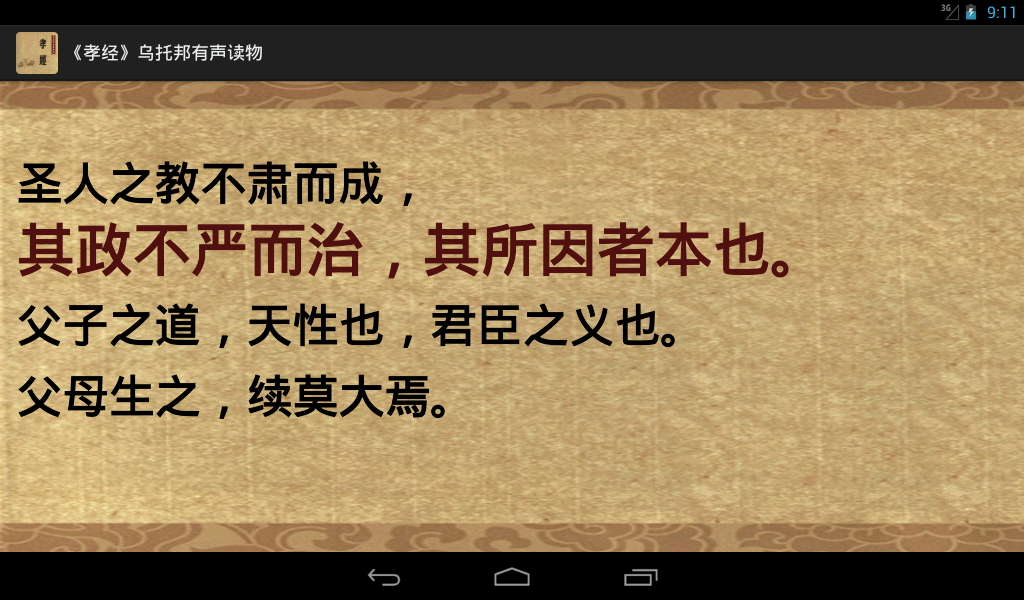 3G 9:11
《孝经》乌托邦有声读物
圣人之教不肃而成，
其政不严而治，其所因者本也。
父子之道，天性也，君臣之义也。
父母生之，续莫大焉。